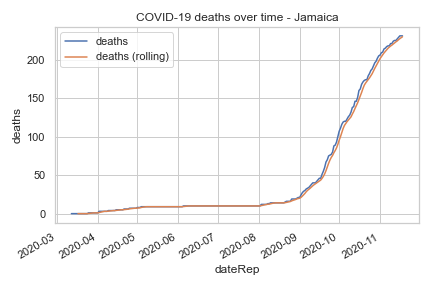 COVID-19 deaths over time - Jamaica
deaths
deaths (rolling)
200
150
100
50
0
deaths
2020-03
2020-04
2020-05
2020-06
2020-07
2020-08
2020-09
2020-10
2020-11
dateRep